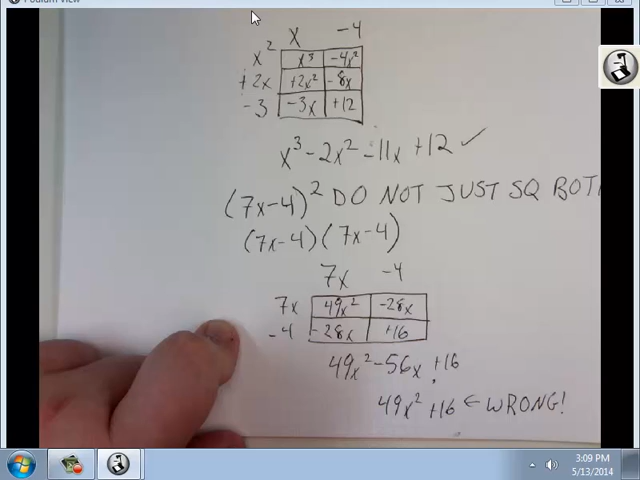 Podium View
x -4
x² x³ -4x²
+2x +2x² -8x
-3 -3x +12
x³-2x²-11x+12 ✓
(7x-4)² DO NOT JUST SQ BOT
(7x-4)(7x-4)
7x -4
7x 49x² -28x
-4 -28x +16
49x²-56x+16
49x²+16 ← WRONG!
3:09 PM
5/13/2014